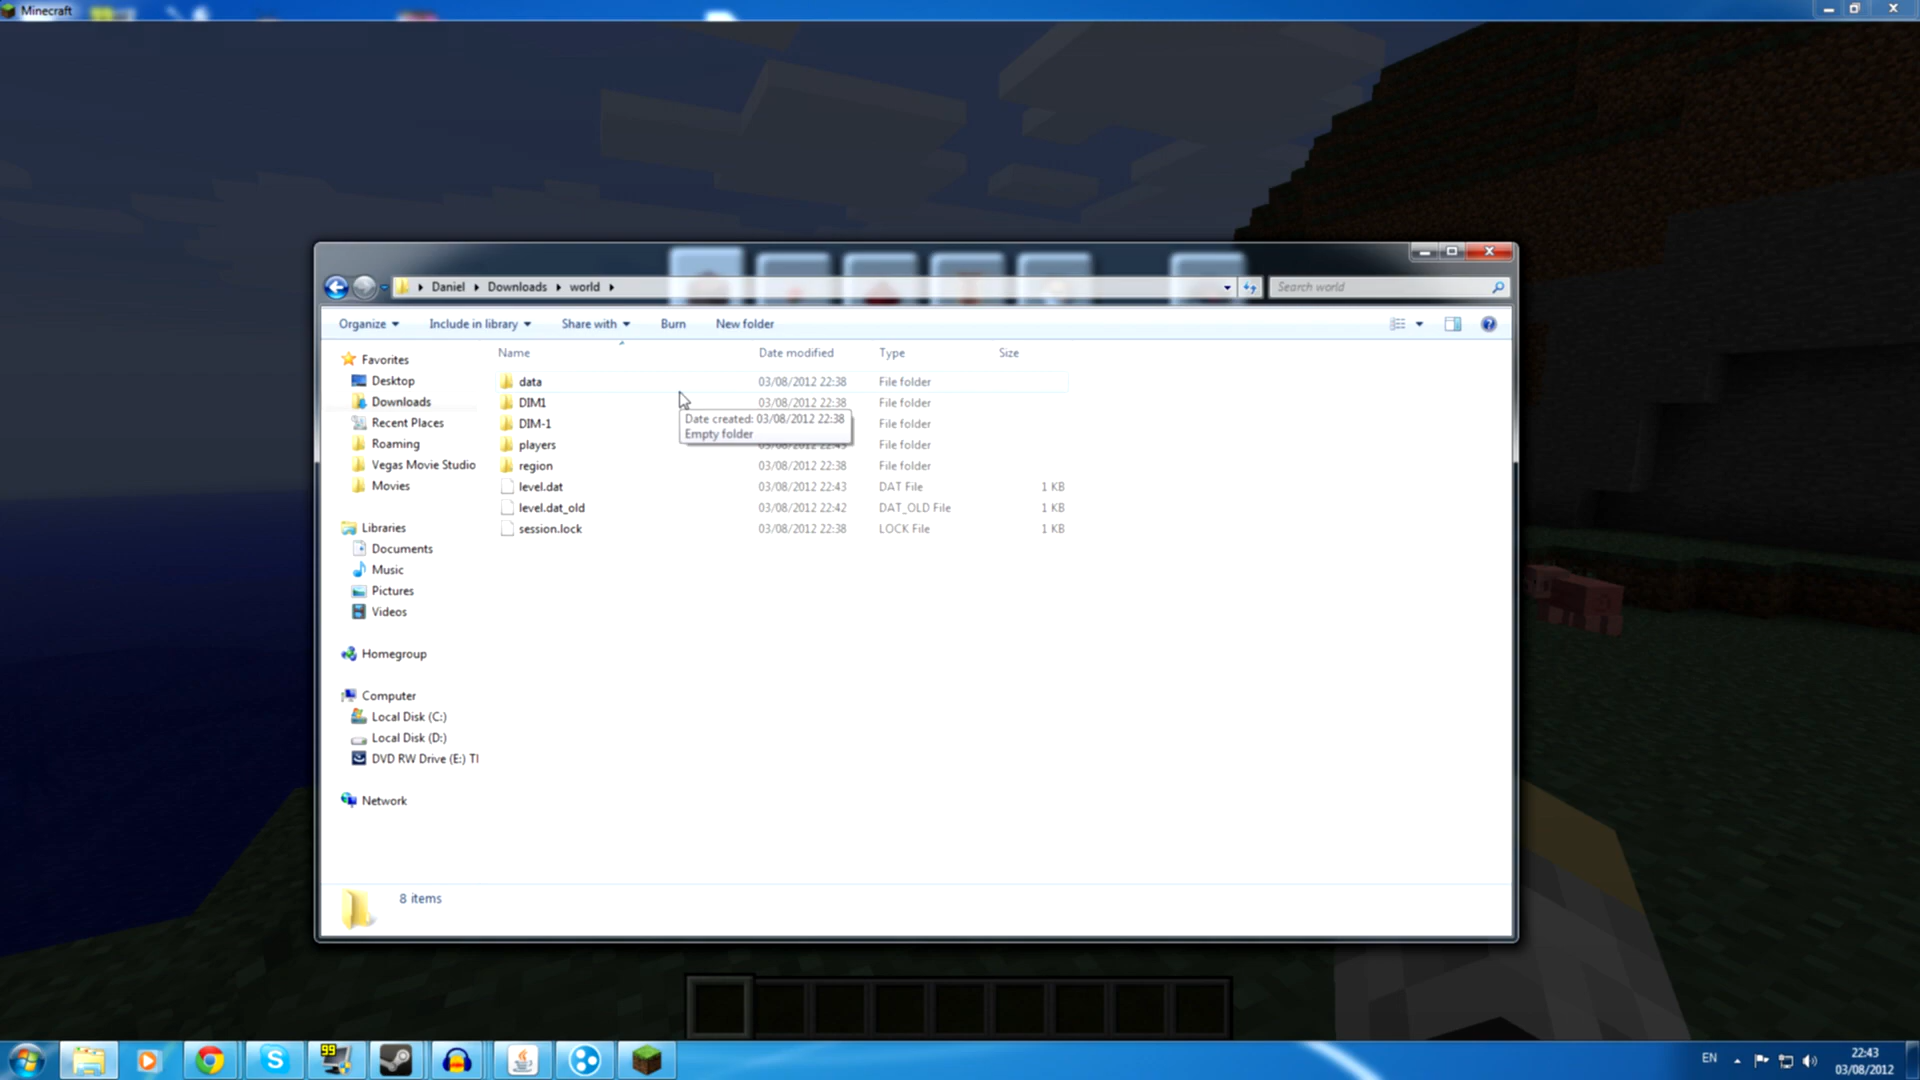 Minecraft
Daniel Downloads world
Search world
Organize Include in library Share with Burn New folder
Name Date modified Type Size
Favorites
Desktop
Downloads
Recent Places
Roaming
Vegas Movie Studio
Movies
Libraries
Documents
Music
Pictures
Videos
Homegroup
Computer
Local Disk (C:)
Local Disk (D:)
DVD RW Drive (E:) TI
Network
data 03/08/2012 22:38 File folder
DIM1 03/08/2012 22:38 File folder
DIM-1 File folder
players File folder
region 03/08/2012 22:38 File folder
level.dat 03/08/2012 22:43 DAT File 1 KB
level.dat_old 03/08/2012 22:42 DAT_OLD File 1 KB
session.lock 03/08/2012 22:38 LOCK File 1 KB
Date created: 03/08/2012 22:38
Empty folder
8 items
99
EN
22:43
03/08/2012